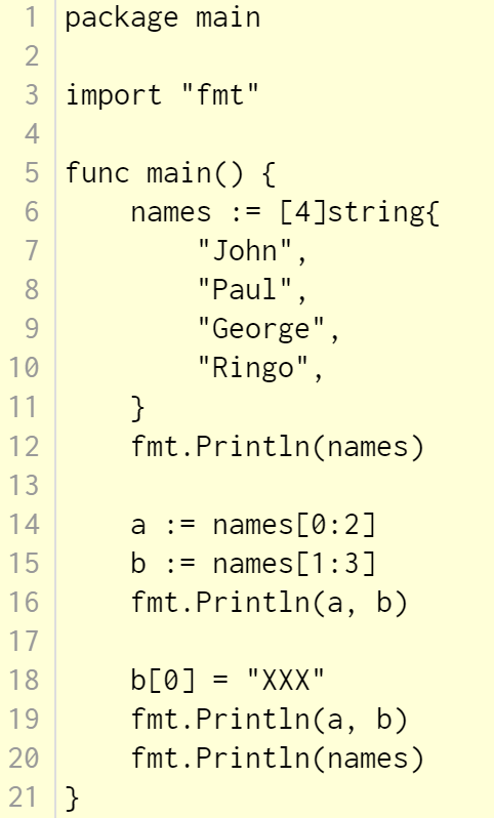 1 package main
2
3 import "fmt"
4
5 func main() {
6     names := [4]string{
7         "John",
8         "Paul",
9         "George",
10         "Ringo",
11     }
12     fmt.Println(names)
13
14     a := names[0:2]
15     b := names[1:3]
16     fmt.Println(a, b)
17
18     b[0] = "XXX"
19     fmt.Println(a, b)
20     fmt.Println(names)
21 }